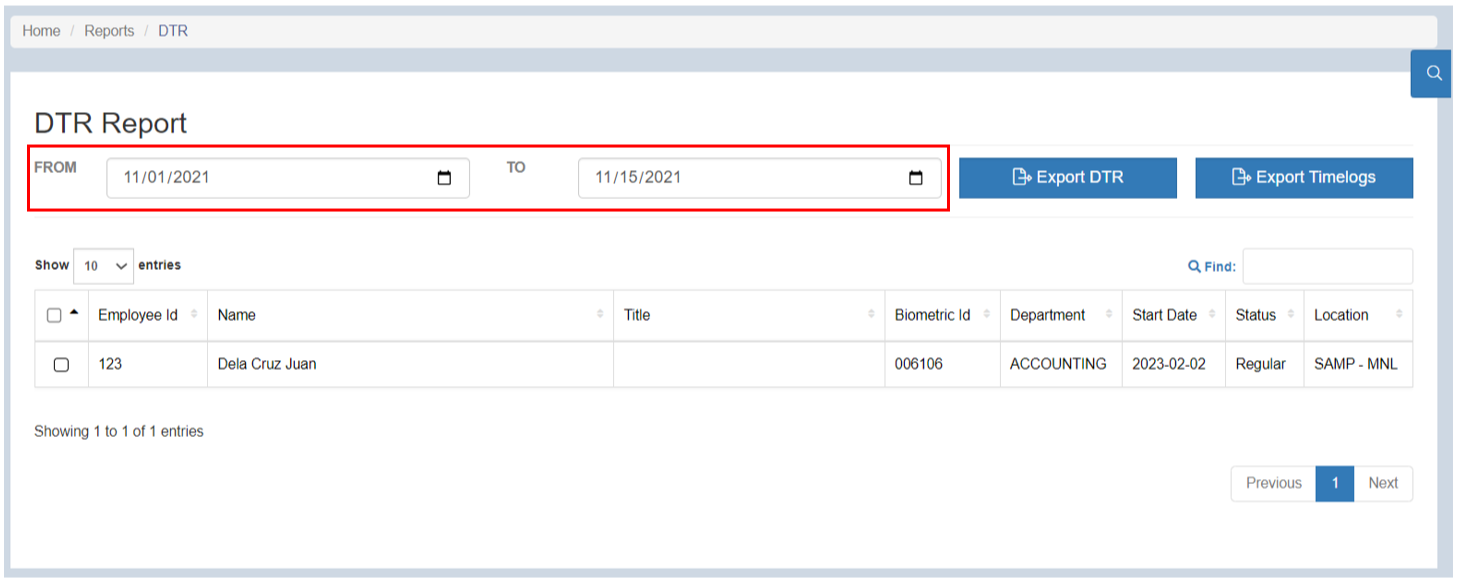 Home / Reports / DTR
DTR Report
FROM 11/01/2021 TO 11/15/2021 Export DTR Export Timelogs
Show 10 entries Find:
Employee Id Name Title Biometric Id Department Start Date Status Location
123 Dela Cruz Juan 006106 ACCOUNTING 2023-02-02 Regular SAMP - MNL
Showing 1 to 1 of 1 entries
Previous 1 Next